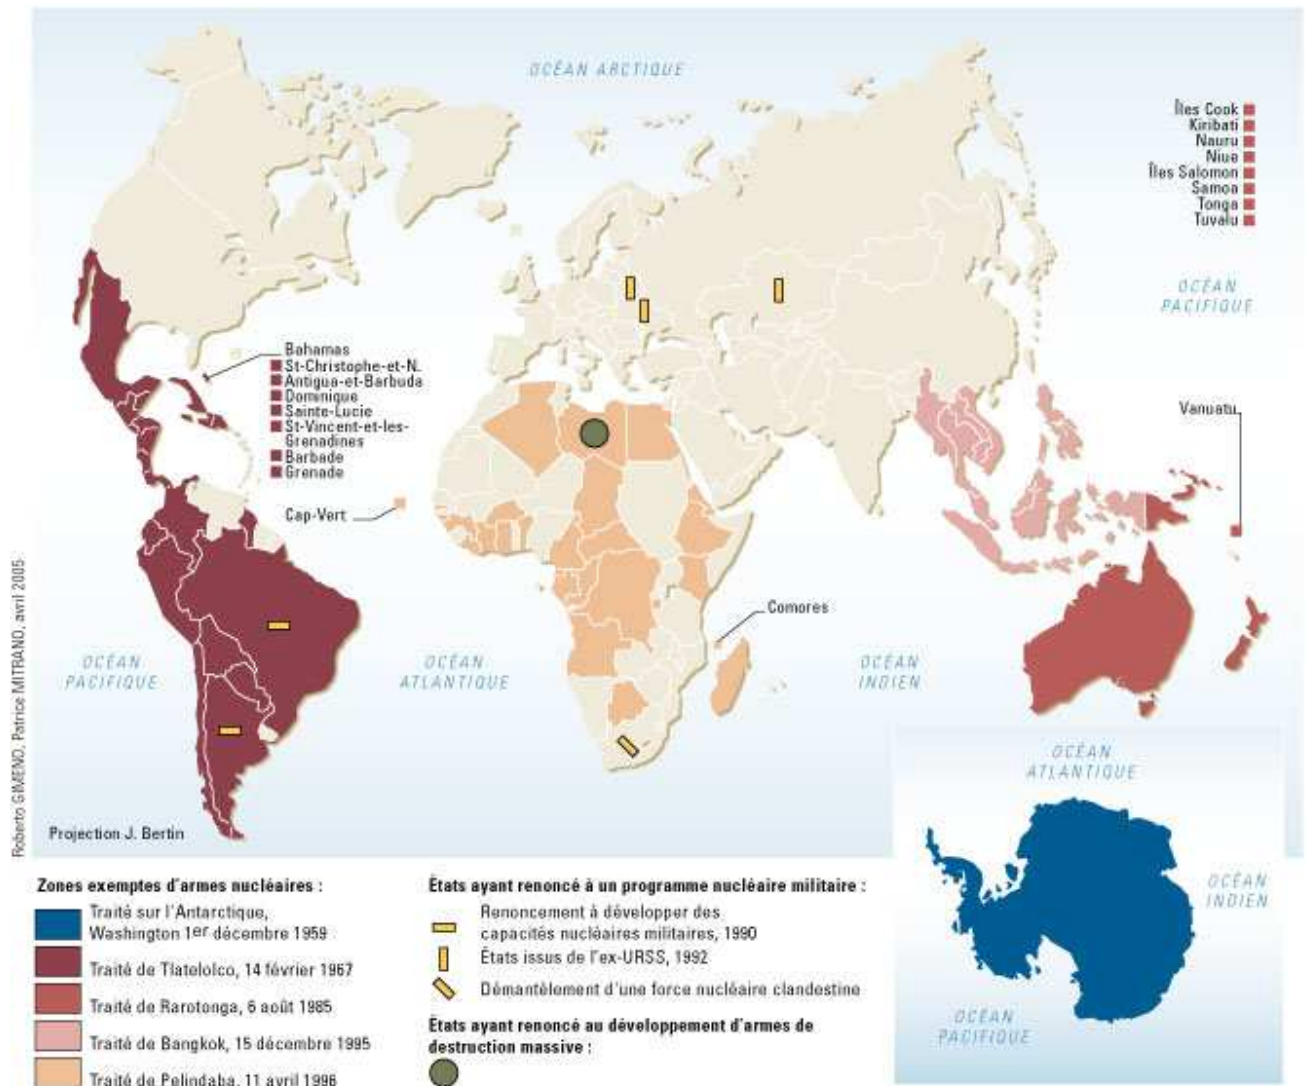 OCÉAN ARCTIQUE
Îles Cook
Kiribati
Nauru
Niue
Îles Salomon
Samoa
Tonga
Tuvalu
OCÉAN
PACIFIQUE
Bahamas
St-Christophe-et-N.
Antigua-et-Barbuda
Dominique
Sainte-Lucie
St-Vincent-et-les-
Grenadines
Barbade
Grenade
Cap-Vert
Vanuatu
Comores
OCÉAN
PACIFIQUE
OCÉAN
ATLANTIQUE
OCÉAN
INDIEN
Roberto GIMENO, Patrice MITRANO, avril 2005
Projection J. Bertin
OCÉAN
ATLANTIQUE
OCÉAN
INDIEN
OCÉAN
PACIFIQUE
Zones exemptes d'armes nucléaires :
Traité sur l'Antarctique,
Washington 1er décembre 1959
Traité de Tlatelolco, 14 février 1967
Traité de Rarotonga, 6 août 1985
Traité de Bangkok, 15 décembre 1995
Traité de Pelindaba, 11 avril 1996
États ayant renoncé à un programme nucléaire militaire :
Renoncement à développer des
capacités nucléaires militaires, 1990
États issus de l'ex-URSS, 1992
Démantèlement d'une force nucléaire clandestine
États ayant renoncé au développement d'armes de
destruction massive :